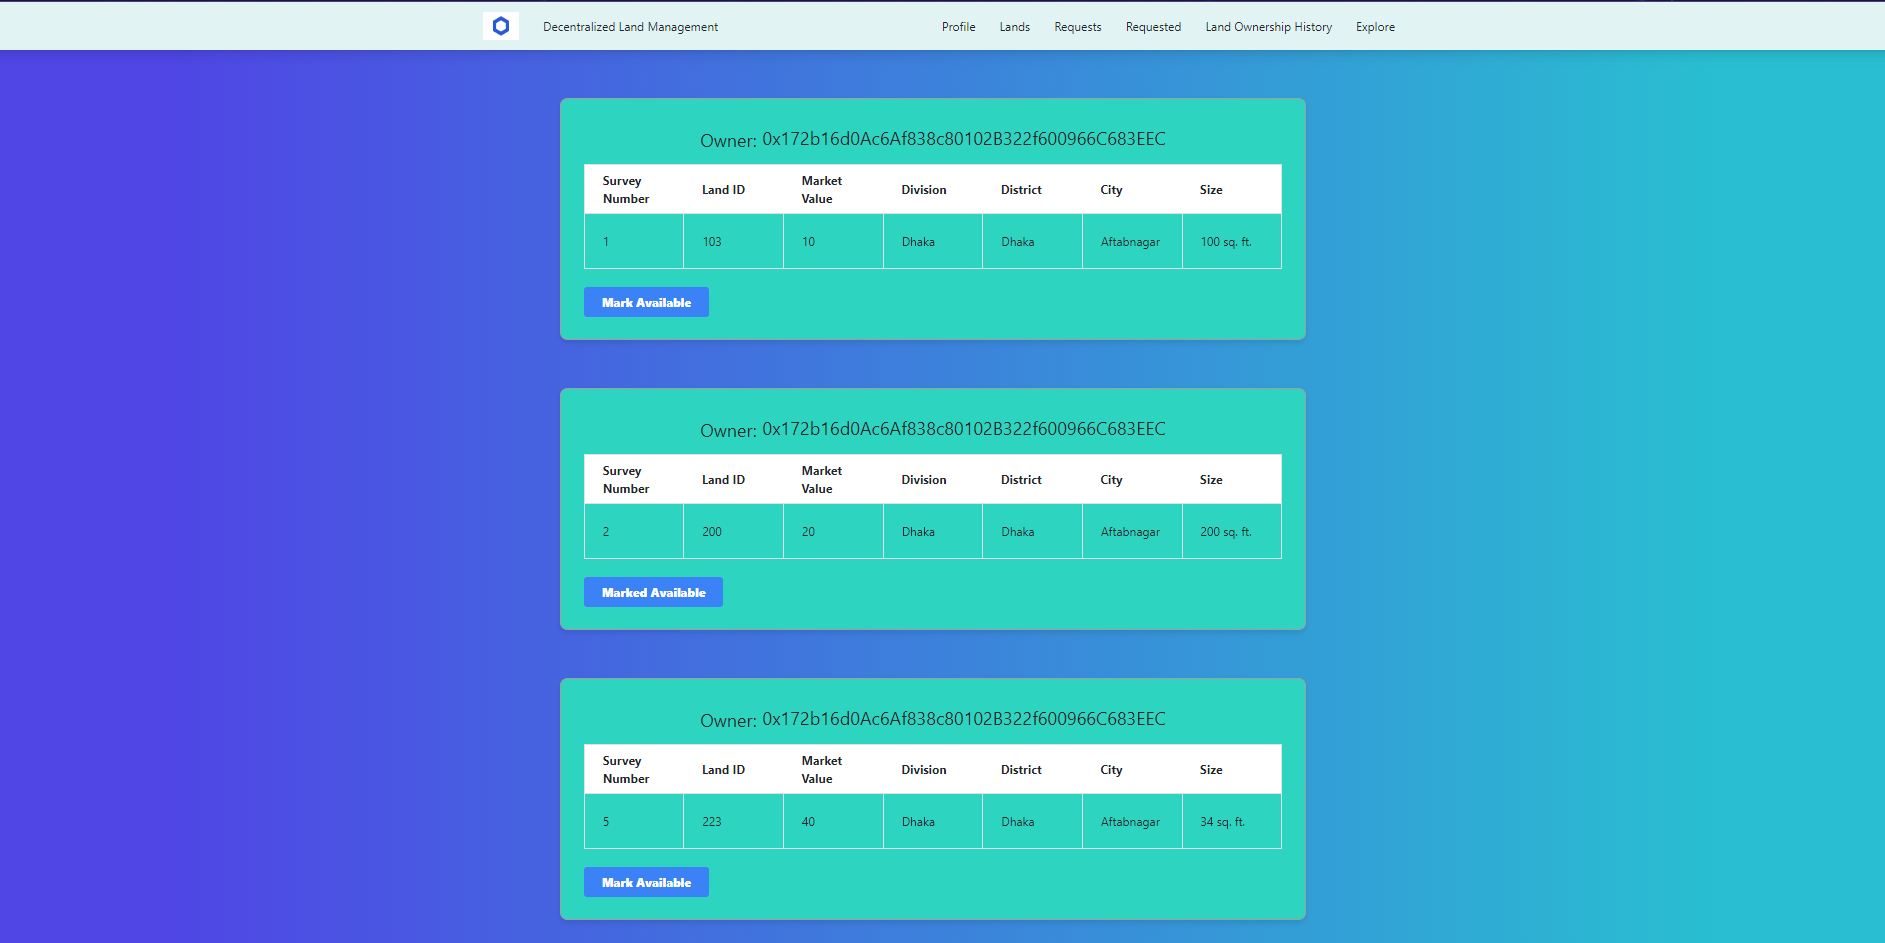 Decentralized Land Management Profile Lands Requests Requested Land Ownership History Explore
Owner: 0x172b16d0Ac6Af838c80102B322f600966C683EEC
Survey Number Land ID Market Value Division District City Size
1 103 10 Dhaka Dhaka Aftabnagar 100 sq. ft.
Mark Available
Owner: 0x172b16d0Ac6Af838c80102B322f600966C683EEC
Survey Number Land ID Market Value Division District City Size
2 200 20 Dhaka Dhaka Aftabnagar 200 sq. ft.
Marked Available
Owner: 0x172b16d0Ac6Af838c80102B322f600966C683EEC
Survey Number Land ID Market Value Division District City Size
5 223 40 Dhaka Dhaka Aftabnagar 34 sq. ft.
Mark Available